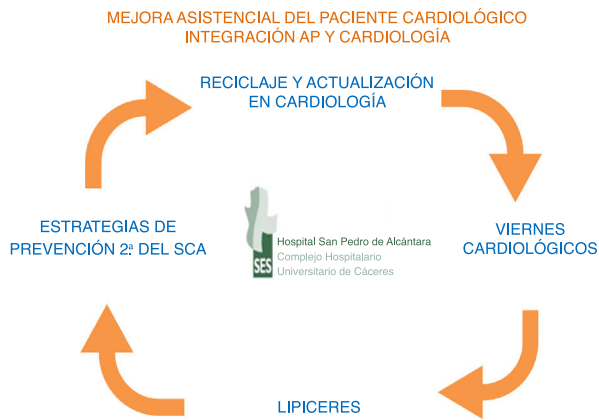 MEJORA ASISTENCIAL DEL PACIENTE CARDIOLÓGICO
INTEGRACIÓN AP Y CARDIOLOGÍA
RECICLAJE Y ACTUALIZACIÓN
EN CARDIOLOGÍA
ESTRATEGIAS DE
PREVENCIÓN 2ª DEL SCA
SES
Hospital San Pedro de Alcántara
Complejo Hospitalario
Universitario de Cáceres
VIERNES
CARDIOLÓGICOS
LIPICERES